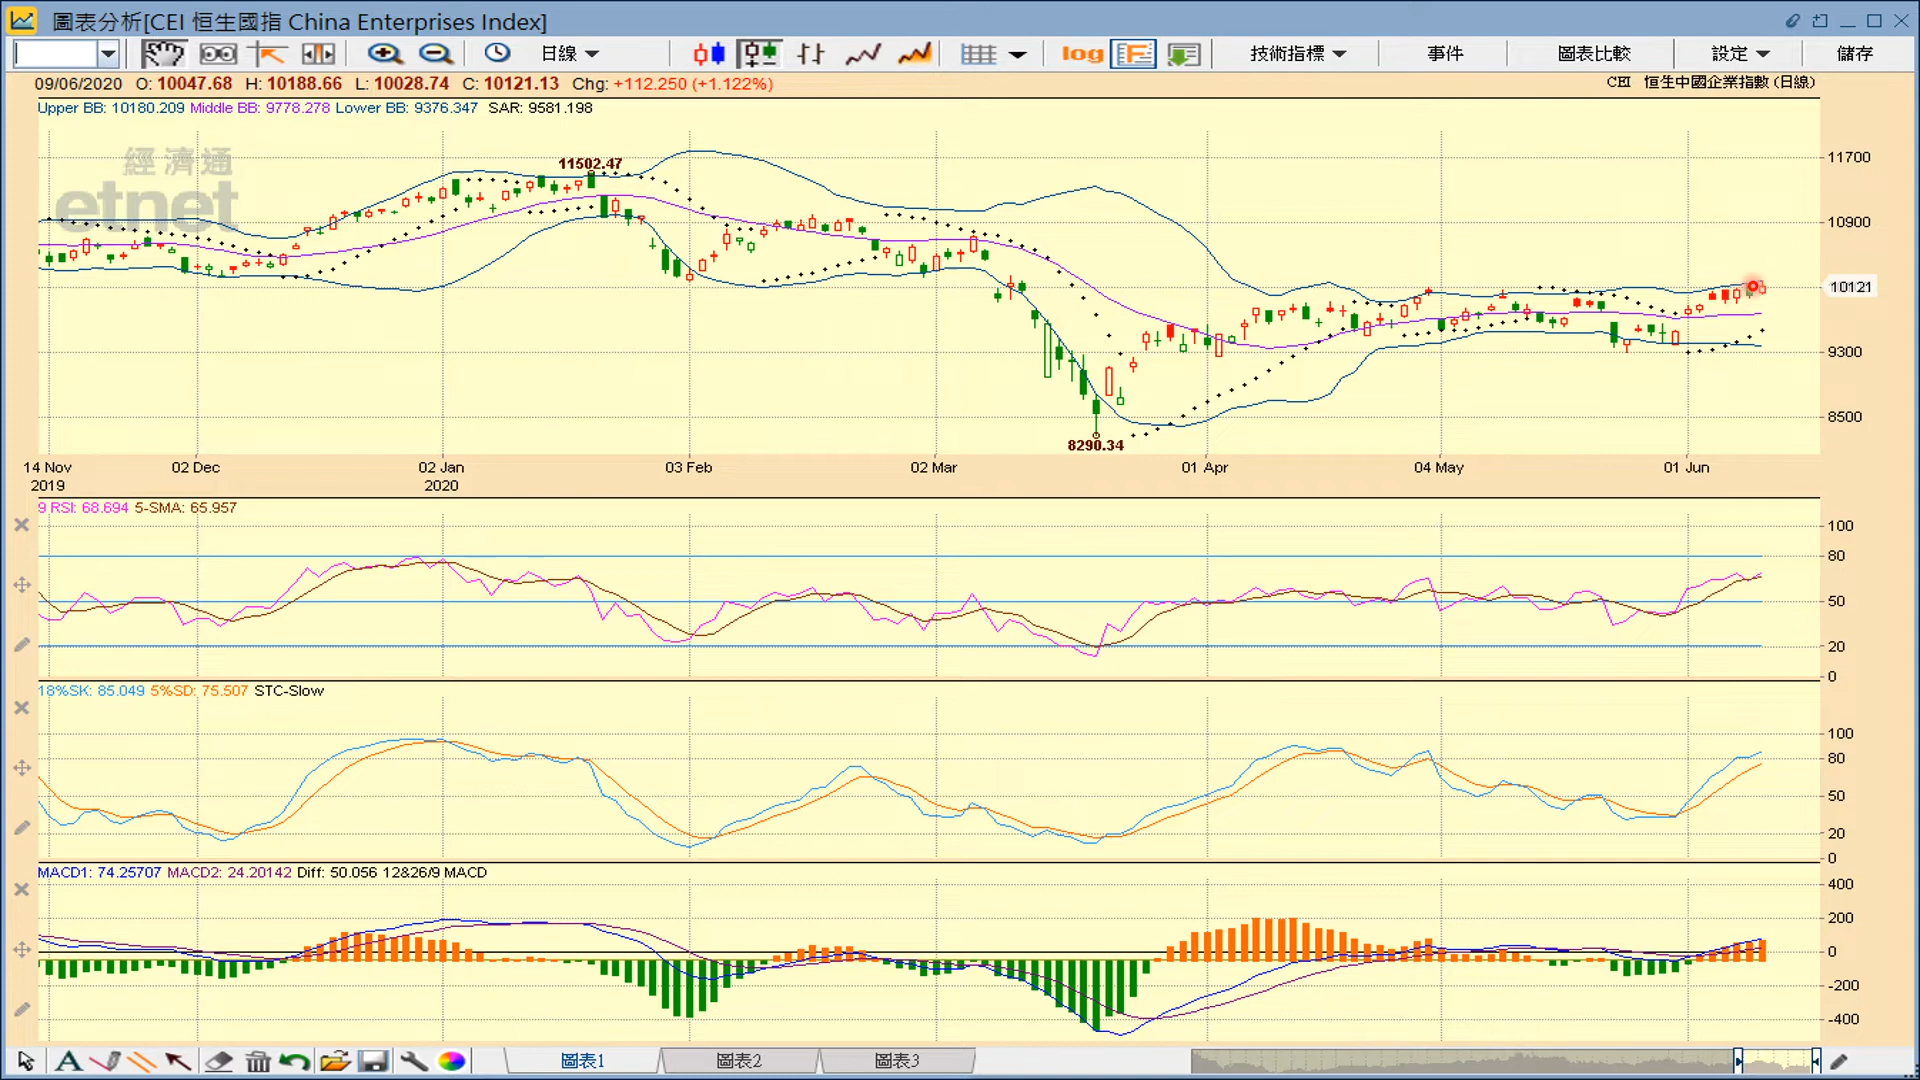 圖表分析[CEI 恒生國指 China Enterprises Index]
日線 log 技術指標 事件 圖表比較 設定 儲存
09/06/2020 O: 10047.68 H: 10188.66 L: 10028.74 C: 10121.13 Chg: +112.250 (+1.122%) CEI 恒生中國企業指數 (日線)
Upper BB: 10180.209 Middle BB: 9778.278 Lower BB: 9376.347 SAR: 9581.198
經濟通
etnet
11502.47
11700
10900
10121
9300
8500
8290.34
14 Nov 02 Dec 02 Jan 03 Feb 02 Mar 01 Apr 04 May 01 Jun
2019 2020
9 RSI: 68.694 5-SMA: 65.957
100
80
50
20
0
18%SK: 85.049 5%SD: 75.507 STC-Slow
100
80
50
20
0
MACD1: 74.25707 MACD2: 24.20142 Diff: 50.056 12&26/9 MACD
400
200
0
-200
-400
A 圖表1 圖表2 圖表3